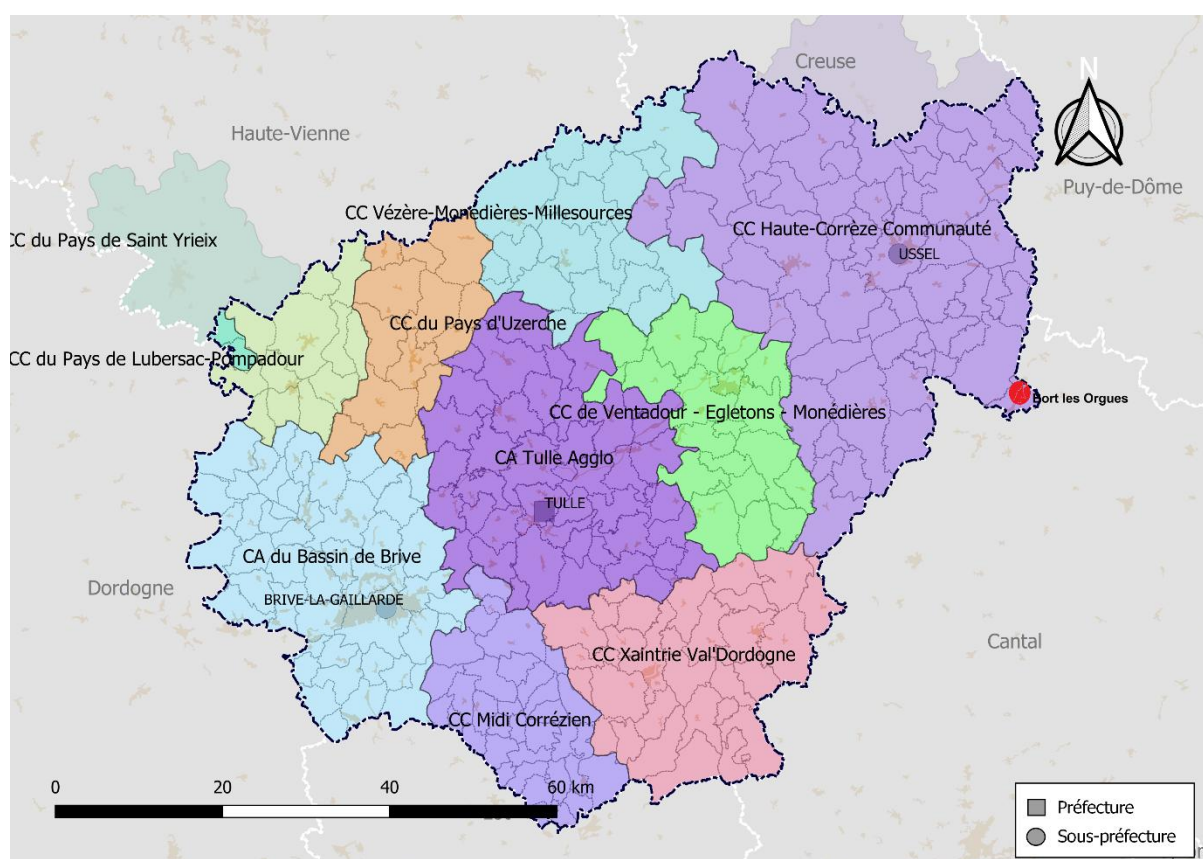 Creuse
N
Haute-Vienne
Puy-de-Dôme
CC Vézère-Monédières-Millesources
CC Haute-Corrèze Communauté
CC du Pays de Saint Yrieix
USSEL
CC du Pays d'Uzerche
CC du Pays de Lubersac-Pompadour
Bort les Orgues
CC de Ventadour - Egletons - Monédières
CA Tulle Agglo
TULLE
CA du Bassin de Brive
Dordogne
BRIVE-LA-GAILLARDE
Cantal
CC Xaintrie Val'Dordogne
CC Midi Corrézien
0 20 40 60 km
Préfecture
Sous-préfecture